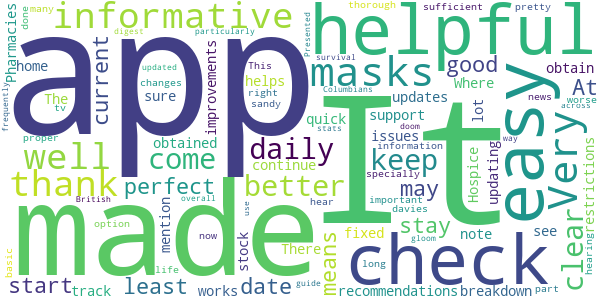 app
It
made
helpful
informative
easy
check
masks
Very
thank
daily
well
come
keep
better
clear
may
stay
perfect
current
good
start
date
least
means
At
updates
improvements
Pharmacies
home
done
many
The
tv
changes
sure
updated
digest
particularly
This
helps
right
sandy
Where
lot
quick
support
issues
information
Presented
survival
Columbians
stats
doom
thorough
sufficient
pretty
obtain
worse
news
across
frequently
proper
obtained
continue
specially
Hospice
updating
restrictions
British
overall
basic
option
mention
now
stock
use
There
hear
important
davies
fixed
note
see
way
hearing
life
track
works
guide
long
gloom
recommendations
breakdown
part